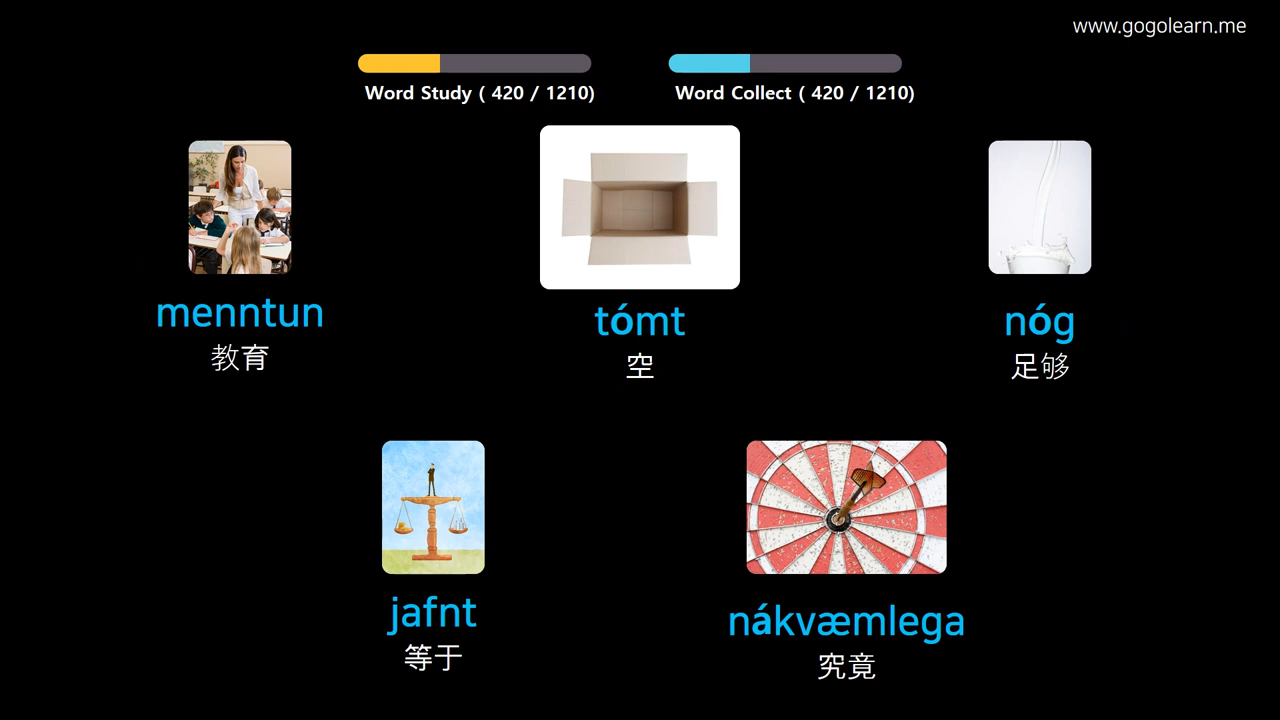 www.gogolearn.me
Word Study ( 420 / 1210)
Word Collect ( 420 / 1210)
menntun
教育
tómt
空
nóg
足够
jafnt
等于
nákvæmlega
究竟